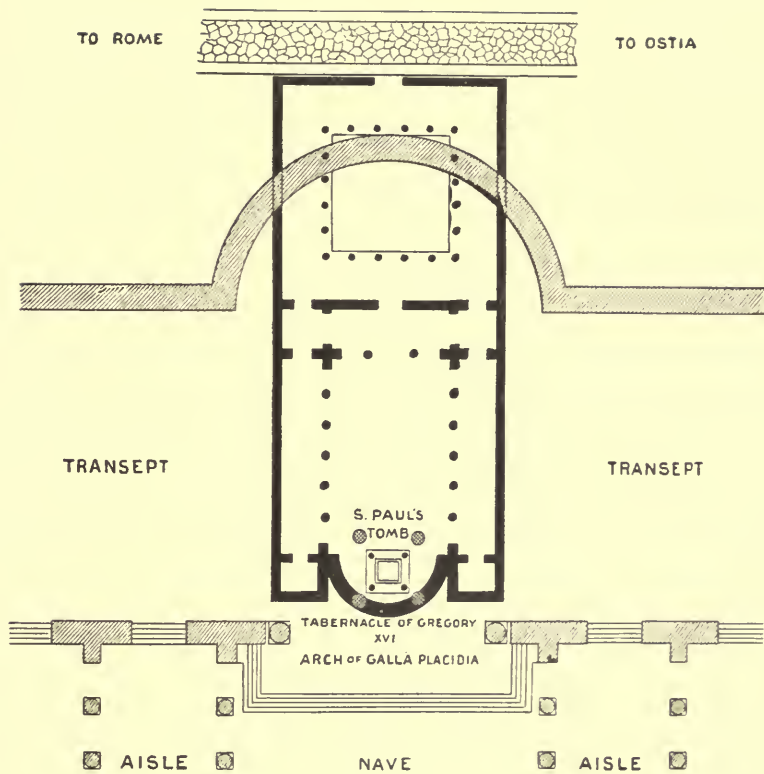 TO ROME
TO OSTIA
TRANSEPT
TRANSEPT
S. PAUL'S
TOMB
TABERNACLE OF GREGORY
XVI
ARCH OF GALLA PLACIDIA
AISLE
NAVE
AISLE